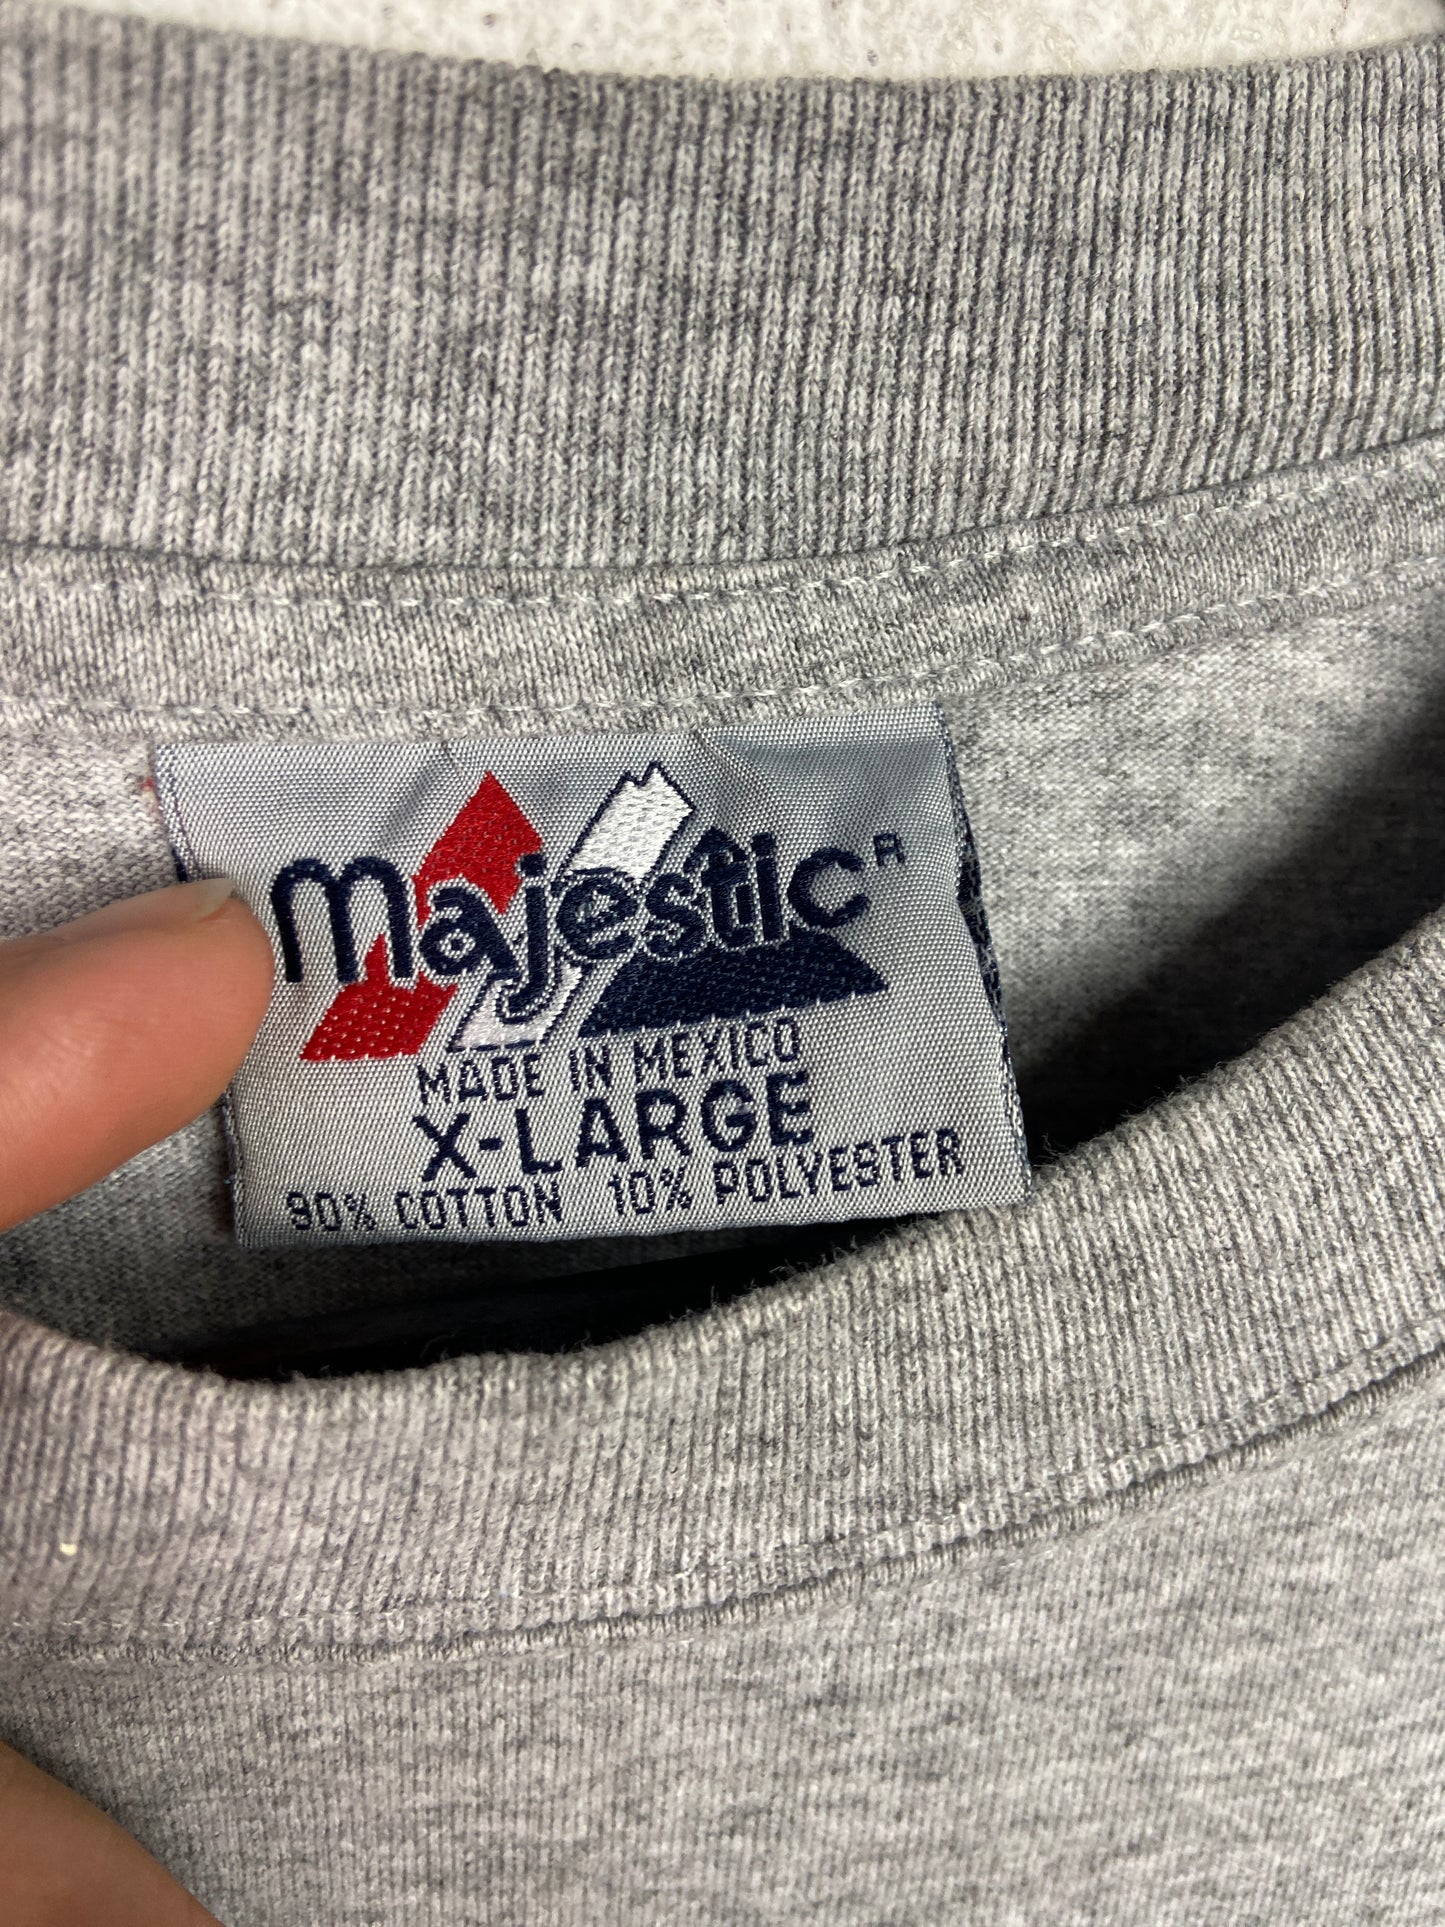 majestic R
MADE IN MEXICO
X-LARGE
90% COTTON 10% POLYESTER